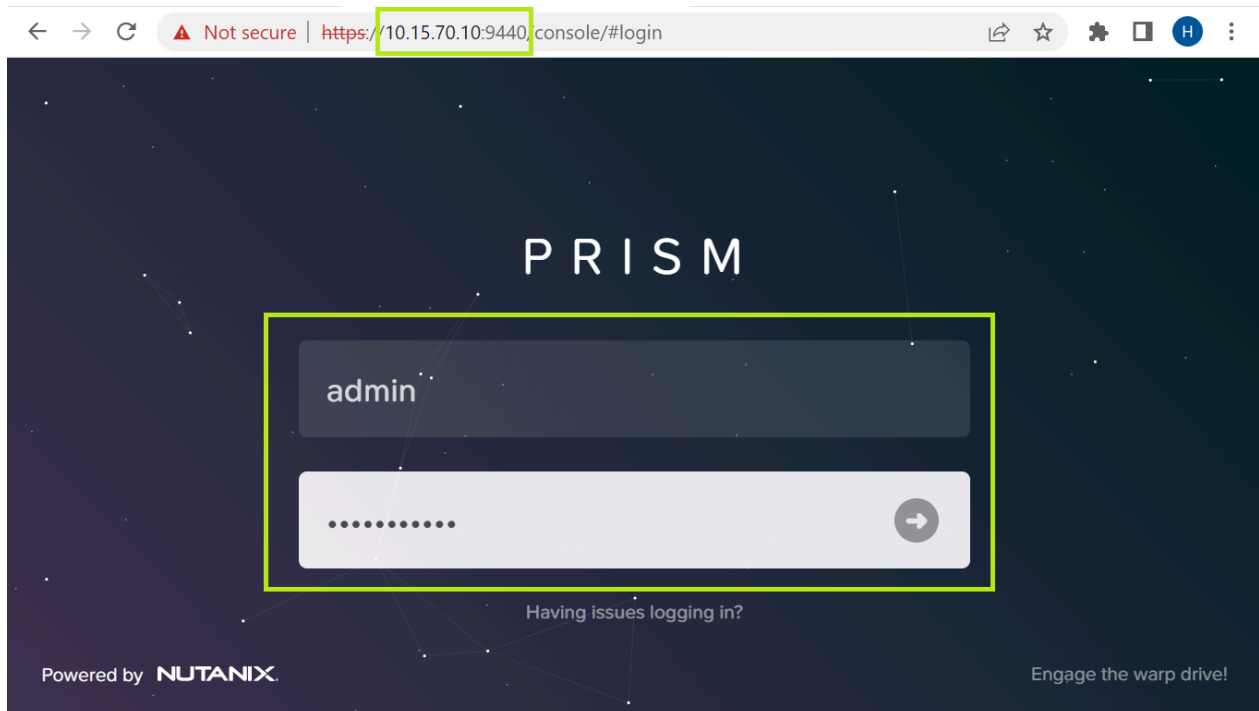 Not secure | https://10.15.70.10:9440/console/#login
H
PRISM
admin
•••••••••••
Having issues logging in?
Powered by NUTANIX.
Engage the warp drive!